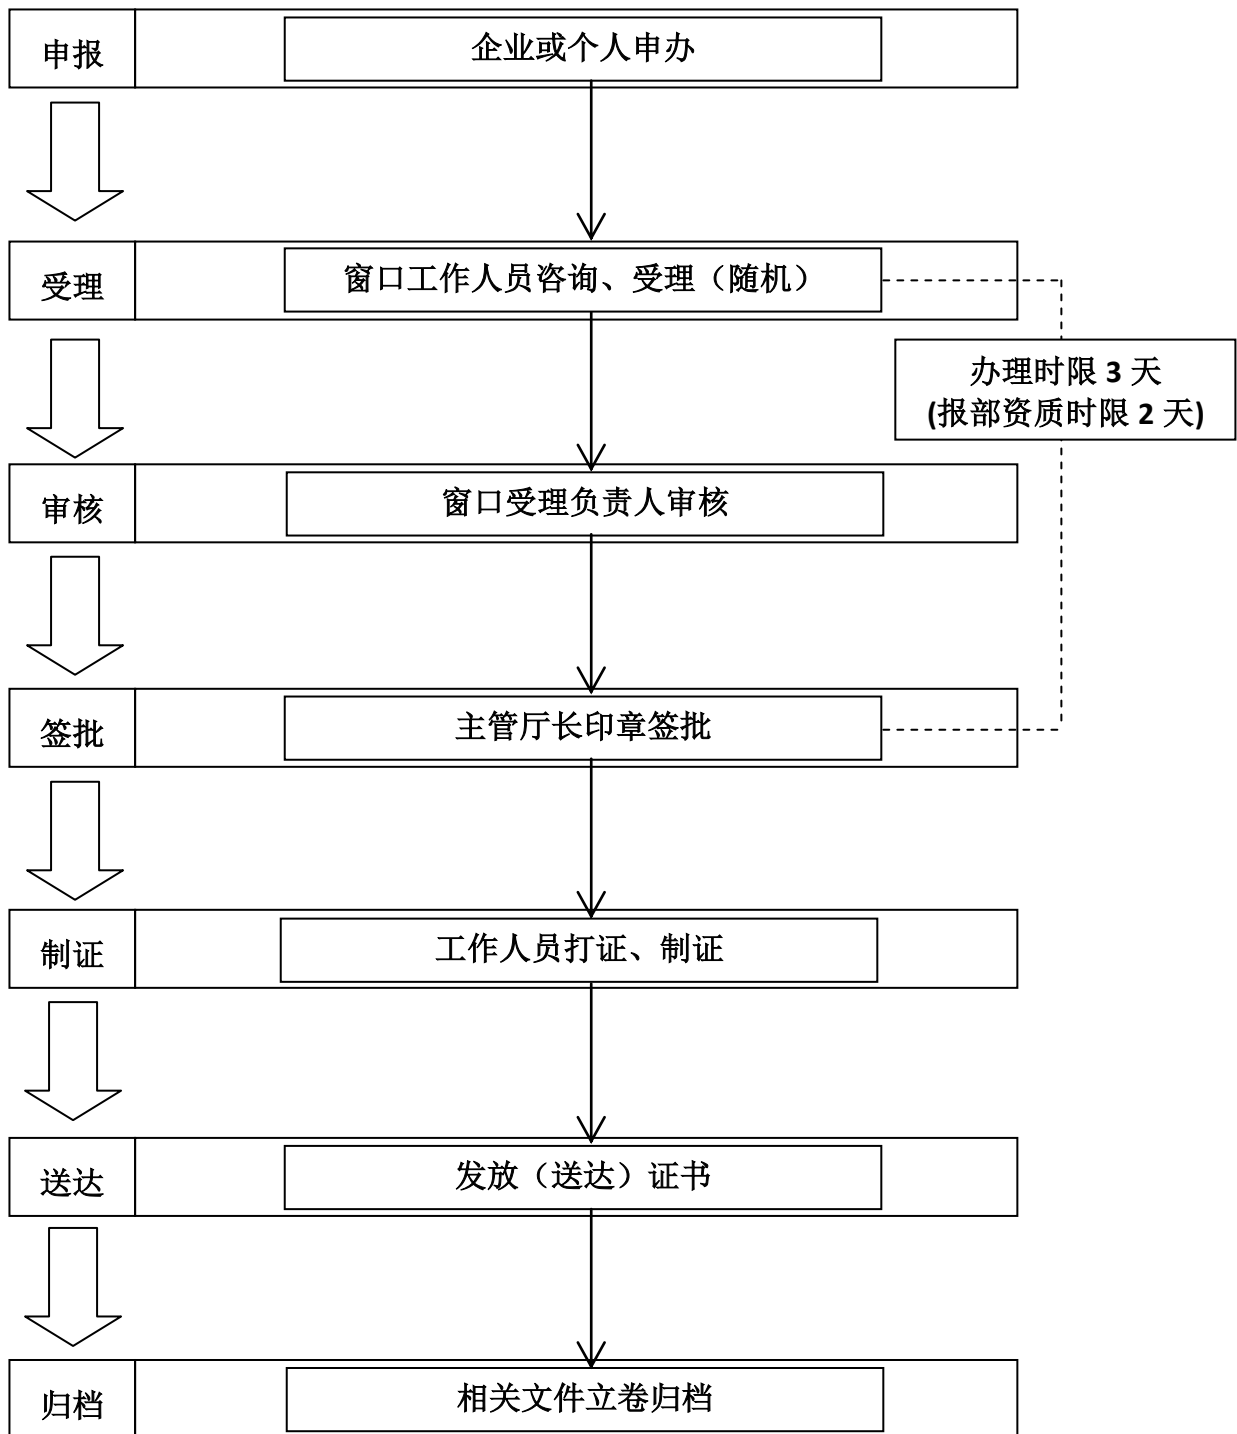 申报
企业或个人申办
受理
窗口工作人员咨询、受理（随机）
办理时限 3 天
(报部资质时限 2 天)
审核
窗口受理负责人审核
签批
主管厅长印章签批
制证
工作人员打证、制证
送达
发放（送达）证书
归档
相关文件立卷归档